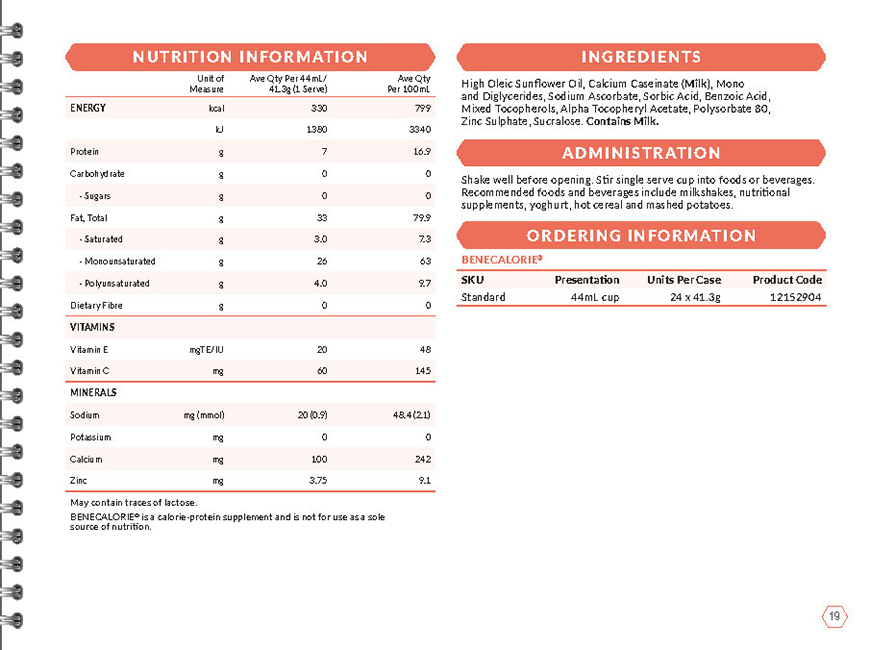 NUTRITION INFORMATION
Unit of Measure Ave Qty Per 44mL/ 41.3g (1 Serve) Ave Qty Per 100mL
ENERGY kcal 330 799
kJ 1380 3340
Protein g 7 16.9
Carbohydrate g 0 0
- Sugars g 0 0
Fat, Total g 33 79.9
- Saturated g 3.0 7.3
- Monounsaturated g 26 63
- Polyunsaturated g 4.0 9.7
Dietary Fibre g 0 0
VITAMINS
Vitamin E mgTE/IU 20 48
Vitamin C mg 60 145
MINERALS
Sodium mg (mmol) 20 (0.9) 48.4 (2.1)
Potassium mg 0 0
Calcium mg 100 242
Zinc mg 3.75 9.1
May contain traces of lactose.
BENECALORIE® is a calorie-protein supplement and is not for use as a sole
source of nutrition.
INGREDIENTS
High Oleic Sunflower Oil, Calcium Caseinate (Milk), Mono
and Diglycerides, Sodium Ascorbate, Sorbic Acid, Benzoic Acid,
Mixed Tocopherols, Alpha Tocopheryl Acetate, Polysorbate 80,
Zinc Sulphate, Sucralose. Contains Milk.
ADMINISTRATION
Shake well before opening. Stir single serve cup into foods or beverages.
Recommended foods and beverages include milkshakes, nutritional
supplements, yoghurt, hot cereal and mashed potatoes.
ORDERING INFORMATION
BENECALORIE®
SKU Presentation Units Per Case Product Code
Standard 44mL cup 24 x 41.3g 12152904
19